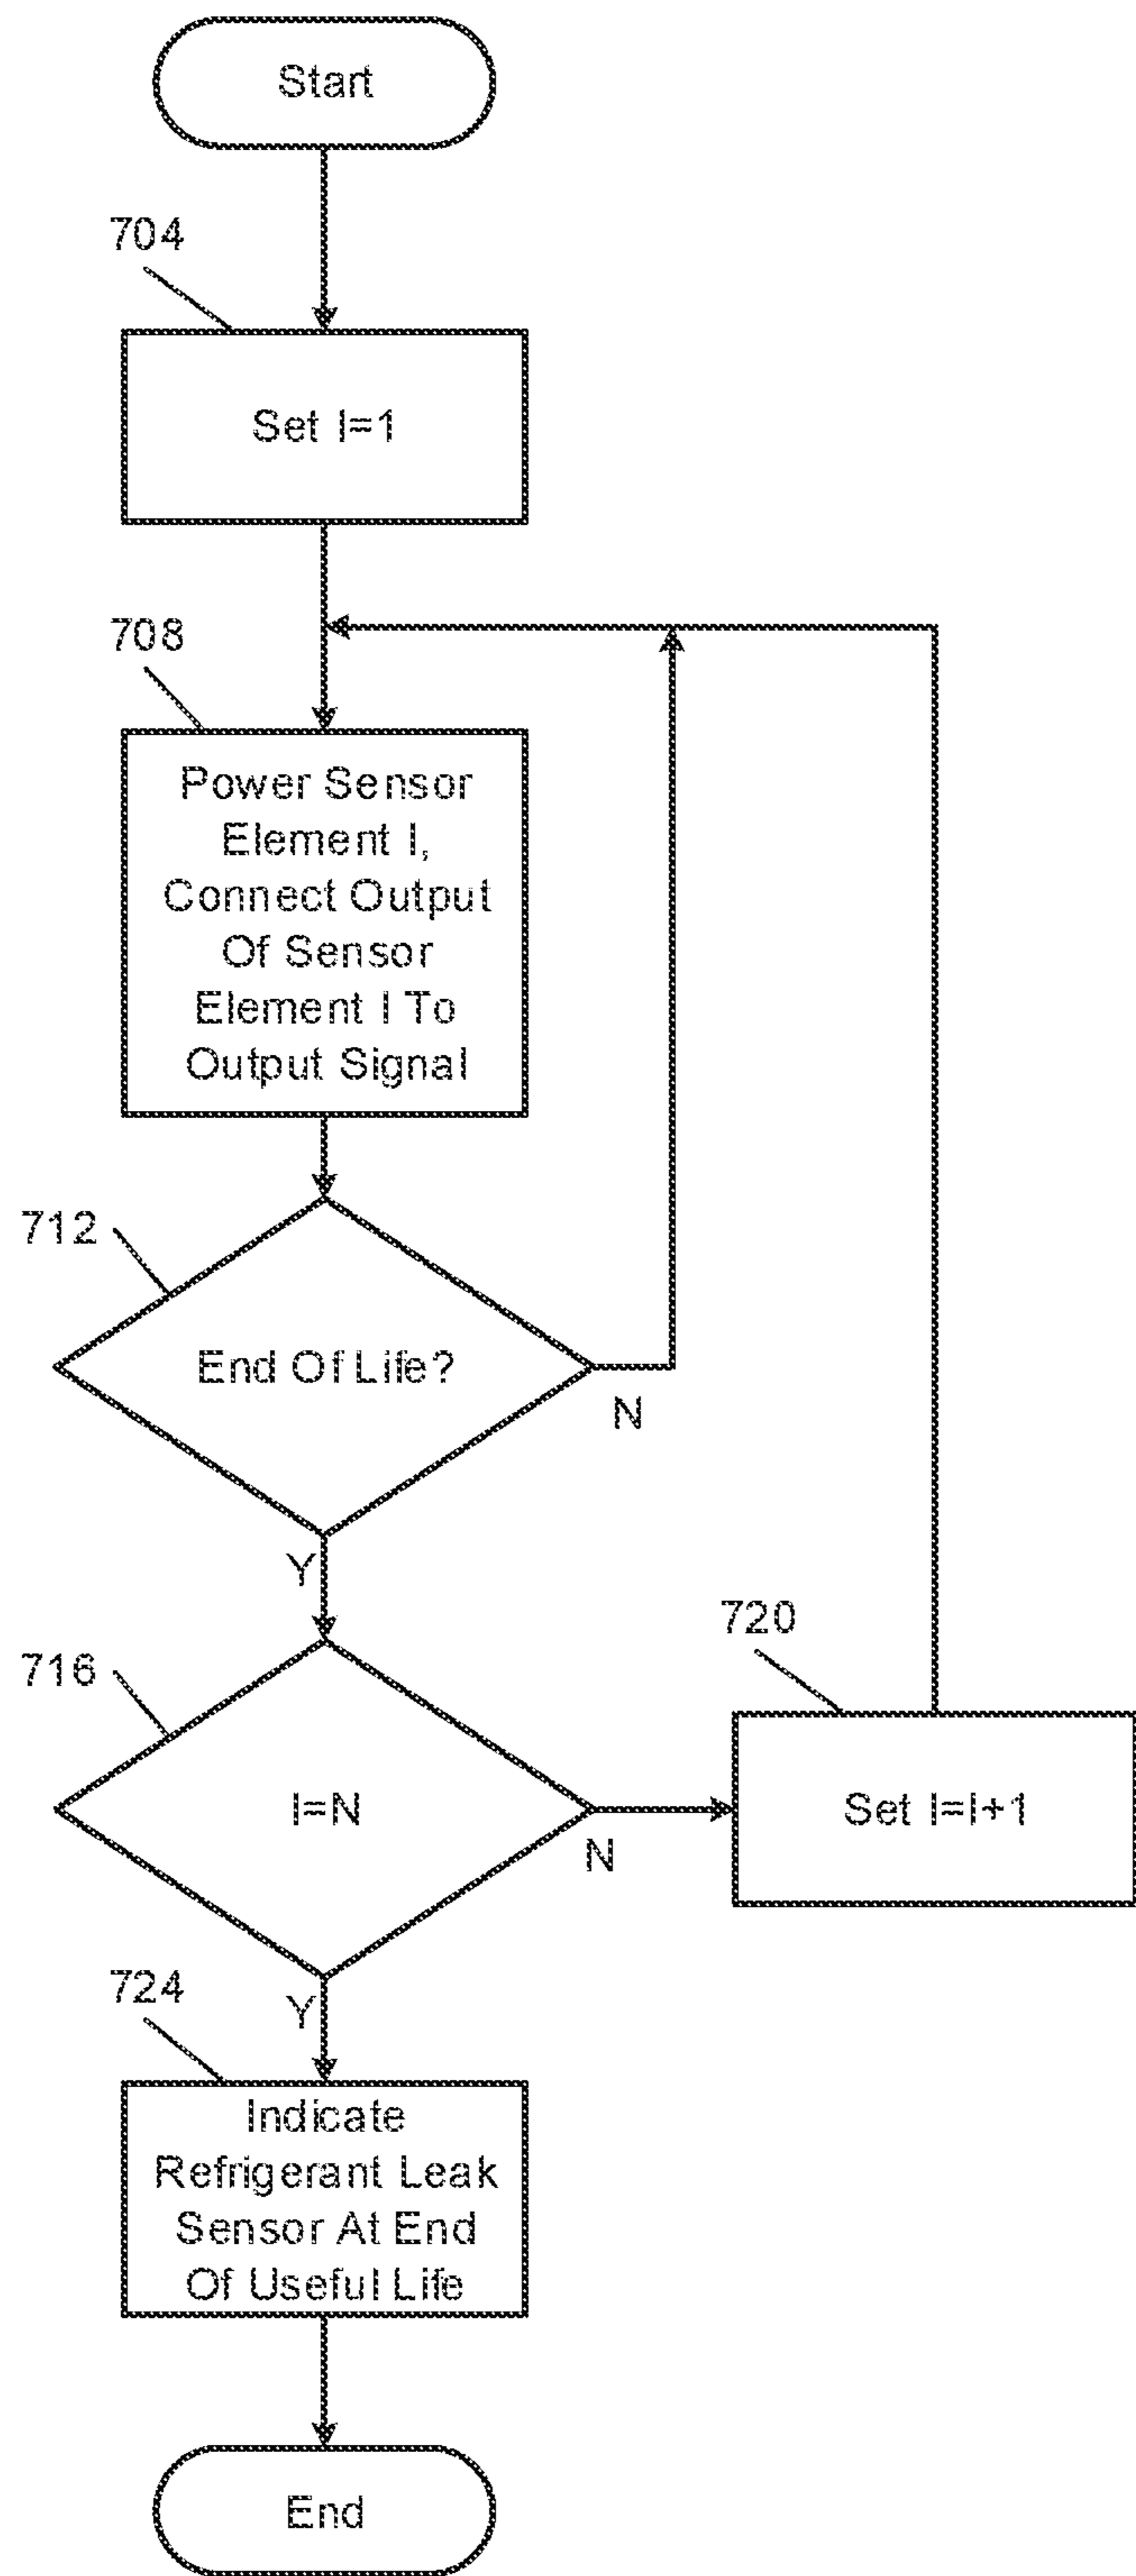 Start
704
Set I=1
708
Power Sensor
Element I,
Connect Output
Of Sensor
Element I To
Output Signal
712
End Of Life?
N
Y
716
I=N
N
720
Set I=I+1
Y
724
Indicate
Refrigerant Leak
Sensor At End
Of Useful Life
End